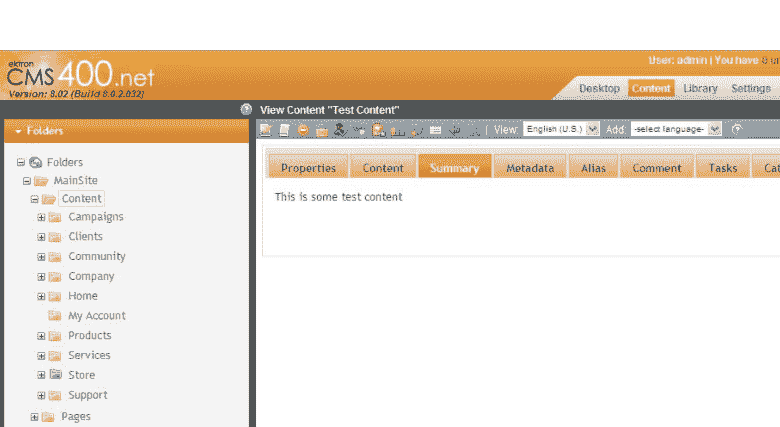 ektron
CMS400.net
Version: 8.02 (Build 8.0.2.032)
User: admin | You have
Desktop Content Library Settings
View Content "Test Content"
Folders
View: English (U.S.) Add: -select language-
Folders
Properties Content Summary Metadata Alias Comment Tasks Cat
MainSite
This is some test content
Content
Campaigns
Clients
Community
Company
Home
My Account
Products
Services
Store
Support
Pages